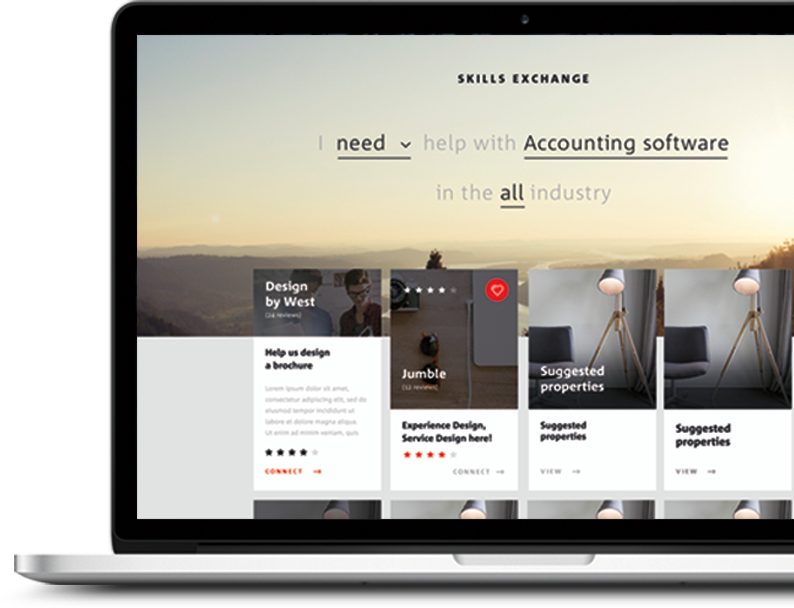 SKILLS EXCHANGE
I need help with Accounting software
in the all industry
Design
by West
(24 reviews)
Help us design
a brochure
Lorem ipsum dolor sit amet,
consectetur adipiscing elit, sed do
eiusmod tempor incididunt ut
labore et dolore magna aliqua.
Ut enim ad minim veniam, quis
CONNECT
Jumble
(12 reviews)
Experience Design,
Service Design here!
CONNECT
Suggested
properties
Suggested
properties
VIEW
Suggested
properties
VIEW